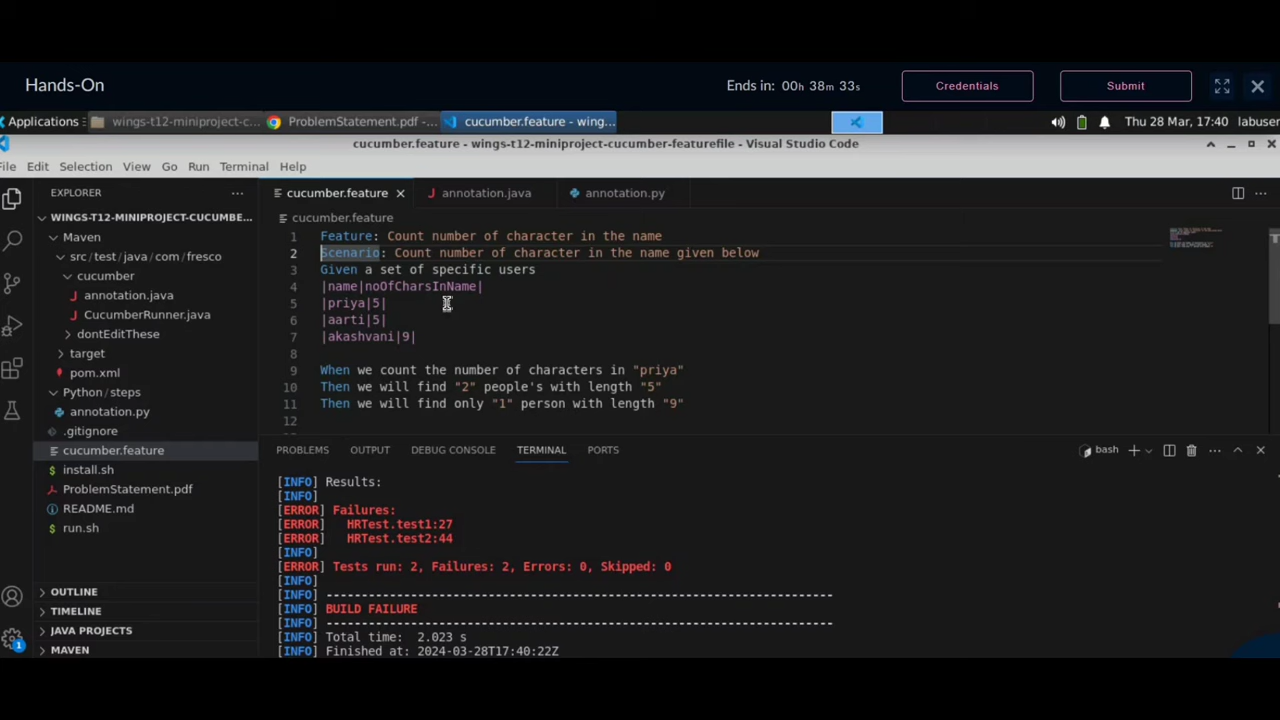 Hands-On
Ends in: 00h 38m 33s
Credentials
Submit
Applications
wings-t12-miniproject-c...
ProblemStatement.pdf -...
cucumber.feature - wing...
Thu 28 Mar, 17:40
labuser
cucumber.feature - wings-t12-miniproject-cucumber-featurefile - Visual Studio Code
File Edit Selection View Go Run Terminal Help
EXPLORER
WINGS-T12-MINIPROJECT-CUCUMBE...
Maven
src/test/java/com/fresco
cucumber
annotation.java
CucumberRunner.java
dontEditThese
target
pom.xml
Python/steps
annotation.py
.gitignore
cucumber.feature
install.sh
ProblemStatement.pdf
README.md
run.sh
OUTLINE
TIMELINE
JAVA PROJECTS
MAVEN
1
cucumber.feature
annotation.java
annotation.py
cucumber.feature
1 Feature: Count number of character in the name
2 Scenario: Count number of character in the name given below
3 Given a set of specific users
4 |name|noOfCharsInName|
5 |priya|5|
6 |aarti|5|
7 |akashvani|9|
8
9 When we count the number of characters in "priya"
10 Then we will find "2" people's with length "5"
11 Then we will find only "1" person with length "9"
12
PROBLEMS OUTPUT DEBUG CONSOLE TERMINAL PORTS
bash
[INFO] Results:
[INFO]
[ERROR] Failures:
[ERROR] HRTest.test1:27
[ERROR] HRTest.test2:44
[INFO]
[ERROR] Tests run: 2, Failures: 2, Errors: 0, Skipped: 0
[INFO]
[INFO] ------------------------------------------------------------------------
[INFO] BUILD FAILURE
[INFO] ------------------------------------------------------------------------
[INFO] Total time: 2.023 s
[INFO] Finished at: 2024-03-28T17:40:22Z